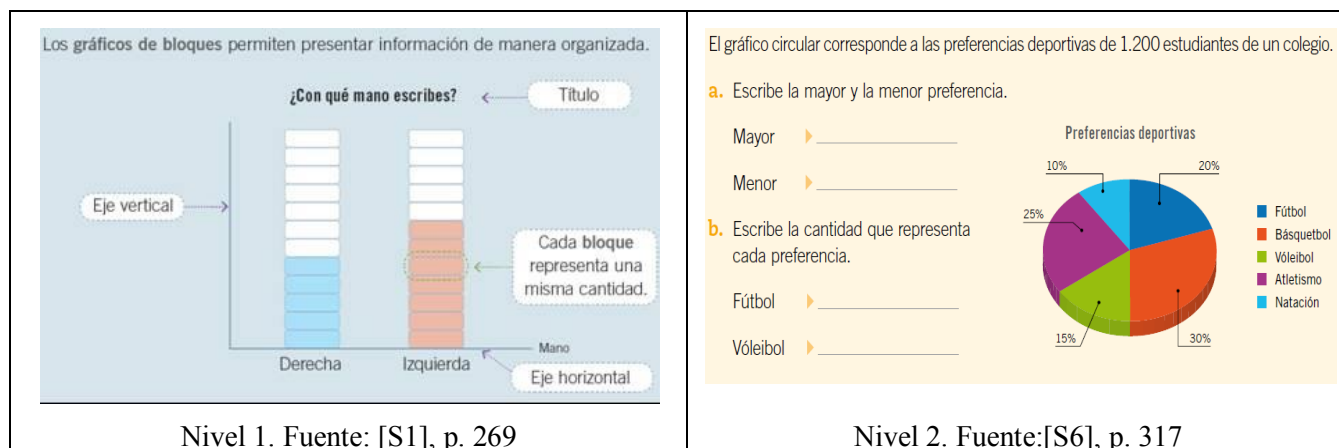 Los gráficos de bloques permiten presentar información de manera organizada.
¿Con qué mano escribes?
Título
Eje vertical
Cada bloque
representa una
misma cantidad.
Mano
Derecha
Izquierda
Eje horizontal
Nivel 1. Fuente: [S1], p. 269
El gráfico circular corresponde a las preferencias deportivas de 1.200 estudiantes de un colegio.
a. Escribe la mayor y la menor preferencia.
Mayor
Menor
b. Escribe la cantidad que representa
cada preferencia.
Fútbol
Vóleibol
Preferencias deportivas
10%
20%
25%
15%
30%
Fútbol
Básquetbol
Vóleibol
Atletismo
Natación
Nivel 2. Fuente:[S6], p. 317